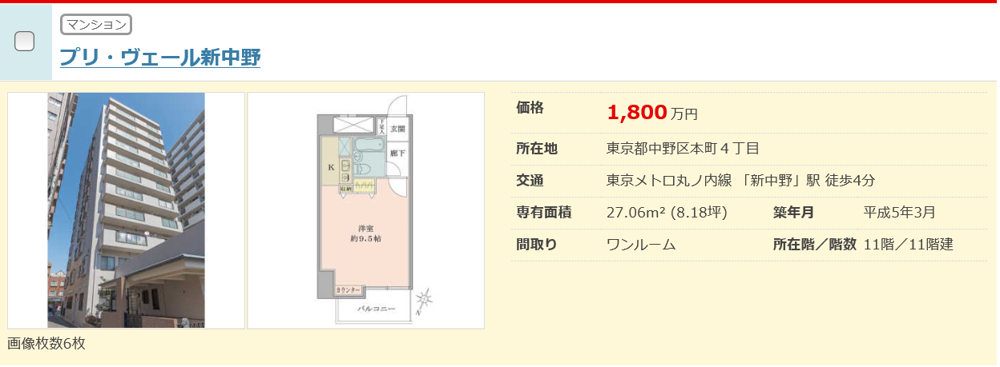 マンション
プリ・ヴェール新中野
下足入
玄関
廊下
K
収納
洋室
約9.5帖
カウンター
バルコニー
N
画像枚数6枚
価格 1,800 万円
所在地 東京都中野区本町４丁目
交通 東京メトロ丸ノ内線 「新中野」駅 徒歩4分
専有面積 27.06m² (8.18坪) 築年月 平成5年3月
間取り ワンルーム 所在階／階数 11階／11階建